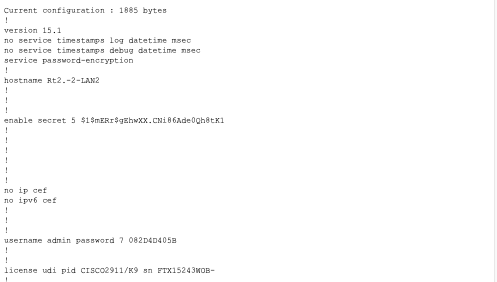 Current configuration : 1885 bytes
!
version 15.1
no service timestamps log datetime msec
no service timestamps debug datetime msec
service password-encryption
!
hostname Rt2.-2-LAN2
!
!
!
enable secret 5 $1$mERr$gEhwXX.CNi86Ade0Qh8tK1
!
!
!
!
!
!
no ip cef
no ipv6 cef
!
!
!
username admin password 7 082D4D405B
!
!
license udi pid CISCO2911/K9 sn FTX15243WOB-
!